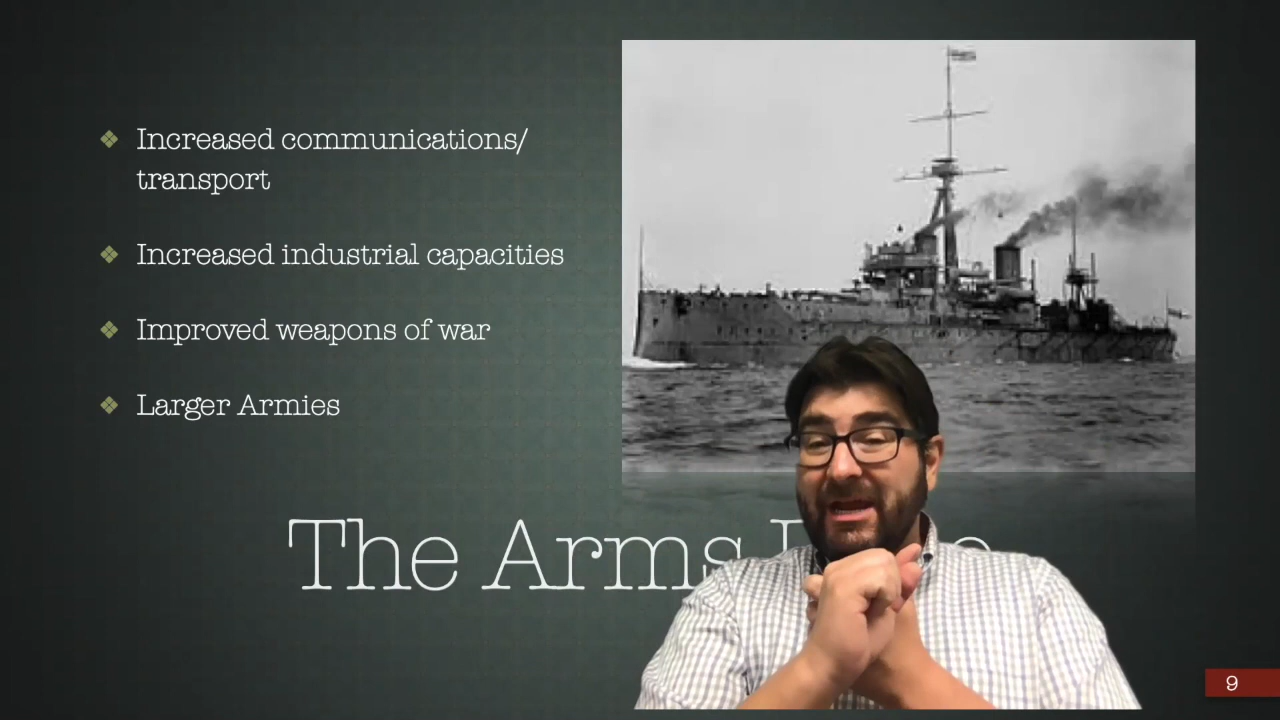 Increased communications/
transport
Increased industrial capacities
Improved weapons of war
Larger Armies
The Arms
9